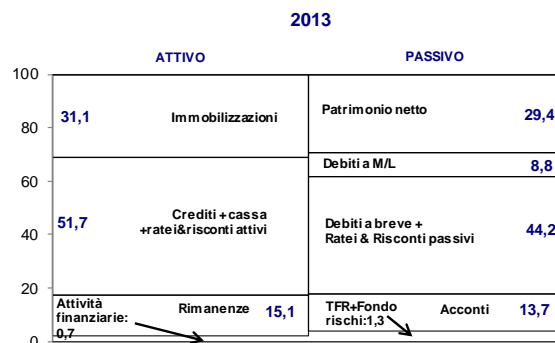 2013
ATTIVO
PASSIVO
100
80
60
40
20
0
31,1 Immobilizzazioni
51,7 Crediti + cassa
+ratei&risconti attivi
Attività
finanziarie:
0,7
Rimanenze 15,1
Patrimonio netto 29,4
Debiti a M/L 8,8
Debiti a breve +
Ratei & Risconti passivi 44,2
TFR+Fondo
rischi:1,3
Acconti 13,7